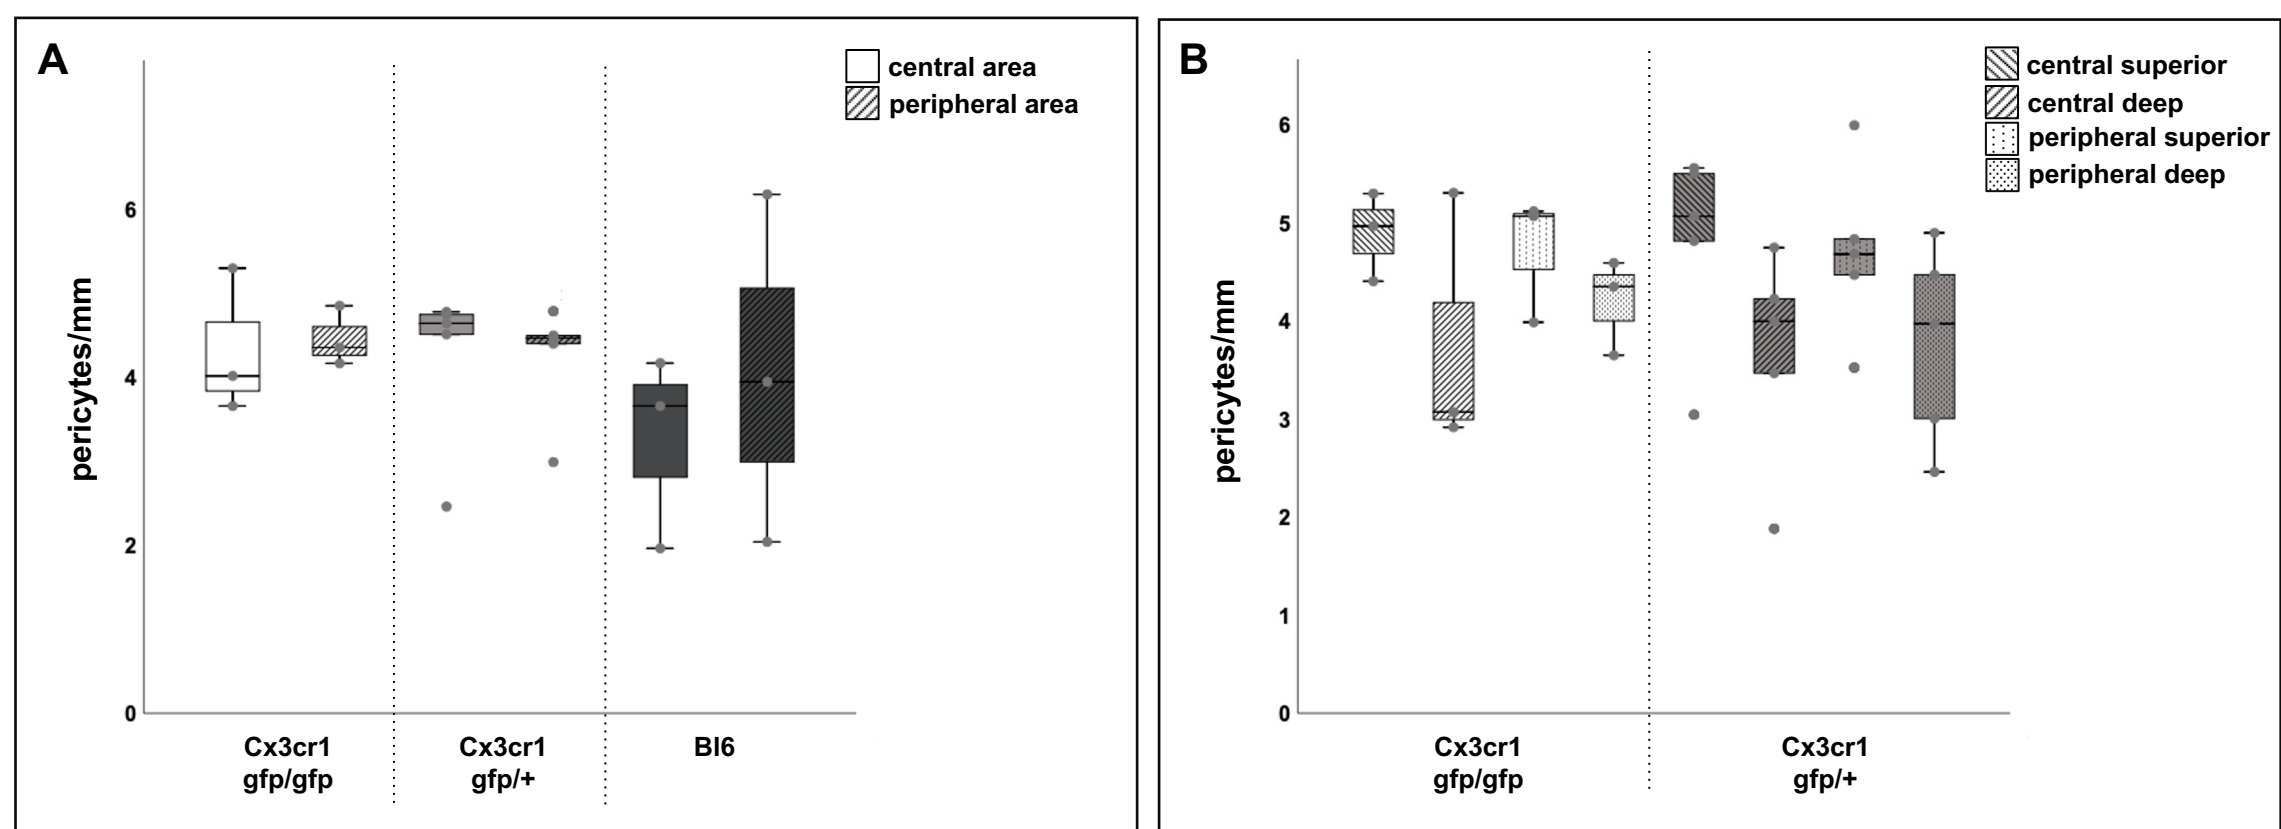 A
central area
peripheral area
pericytes/mm
6
4
2
0
Cx3cr1
gfp/gfp
Cx3cr1
gfp/+
Bl6
B
central superior
central deep
peripheral superior
peripheral deep
pericytes/mm
6
5
4
3
2
1
0
Cx3cr1
gfp/gfp
Cx3cr1
gfp/+